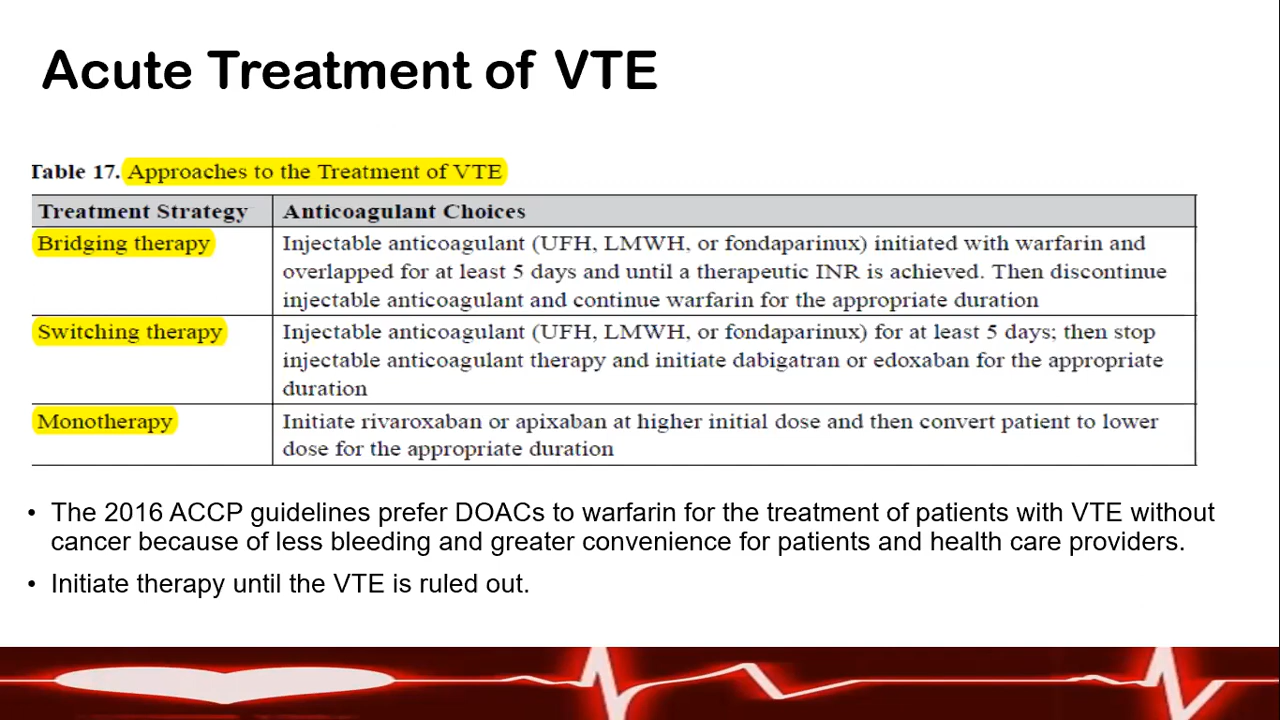 Acute Treatment of VTE
Table 17. Approaches to the Treatment of VTE
Treatment Strategy Anticoagulant Choices
Bridging therapy Injectable anticoagulant (UFH, LMWH, or fondaparinux) initiated with warfarin and
overlapped for at least 5 days and until a therapeutic INR is achieved. Then discontinue
injectable anticoagulant and continue warfarin for the appropriate duration
Switching therapy Injectable anticoagulant (UFH, LMWH, or fondaparinux) for at least 5 days; then stop
injectable anticoagulant therapy and initiate dabigatran or edoxaban for the appropriate
duration
Monotherapy Initiate rivaroxaban or apixaban at higher initial dose and then convert patient to lower
dose for the appropriate duration
• The 2016 ACCP guidelines prefer DOACs to warfarin for the treatment of patients with VTE without
cancer because of less bleeding and greater convenience for patients and health care providers.
• Initiate therapy until the VTE is ruled out.